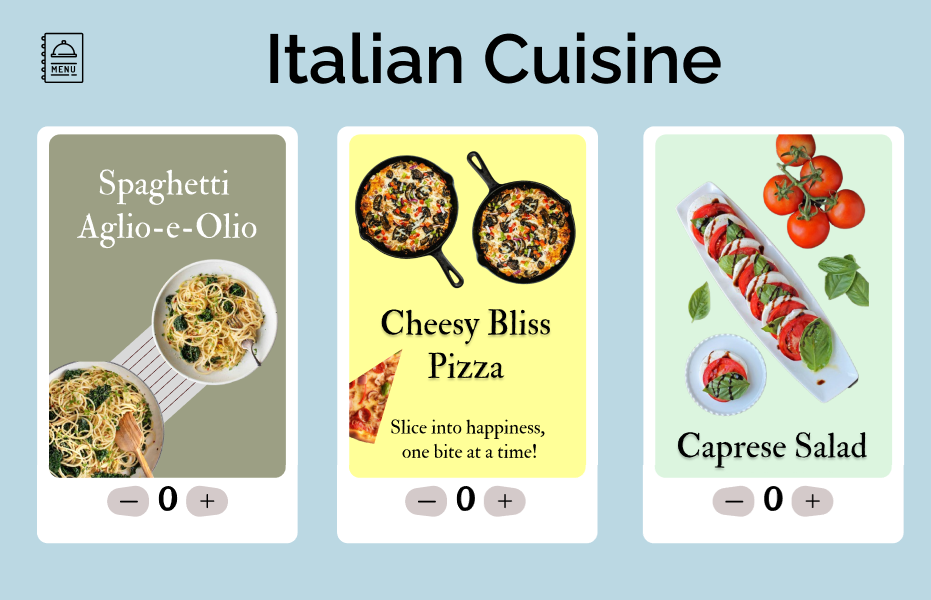 MENU
Italian Cuisine
Spaghetti
Aglio-e-Olio
Cheesy Bliss
Pizza
Slice into happiness,
one bite at a time!
Caprese Salad
− 0 +
− 0 +
− 0 +